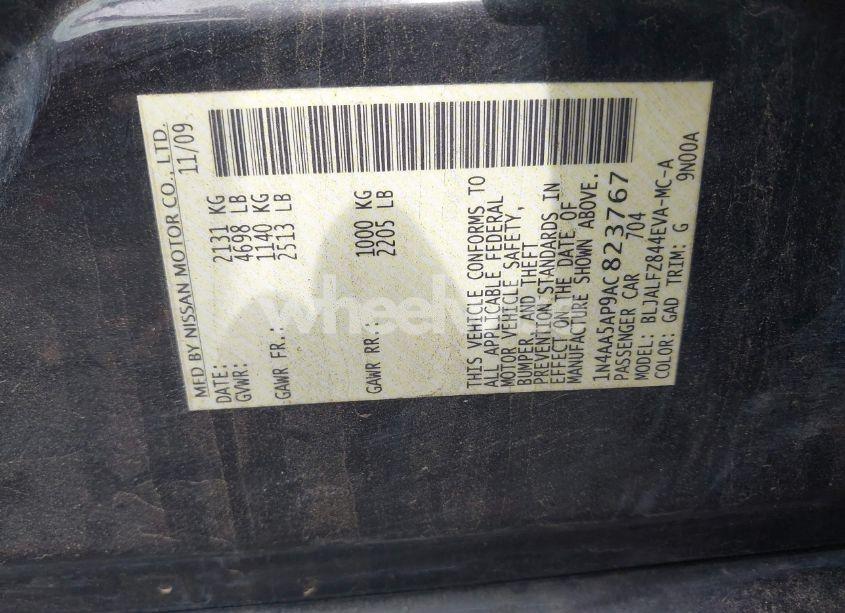 MFD BY NISSAN MOTOR CO., LTD.
DATE: 11/09
GVWR: 2131 KG
4698 LB
GAWR FR.: 1140 KG
2513 LB
GAWR RR.: 1000 KG
2205 LB
THIS VEHICLE CONFORMS TO
ALL APPLICABLE FEDERAL
MOTOR VEHICLE SAFETY,
BUMPER, AND THEFT
PREVENTION STANDARDS IN
EFFECT ON THE DATE OF
MANUFACTURE SHOWN ABOVE.
1N4AA5AP9AC823767
PASSENGER CAR 704
MODEL: BLJALFZ844EVA-MC-A
COLOR: GAD TRIM: G 9N00A